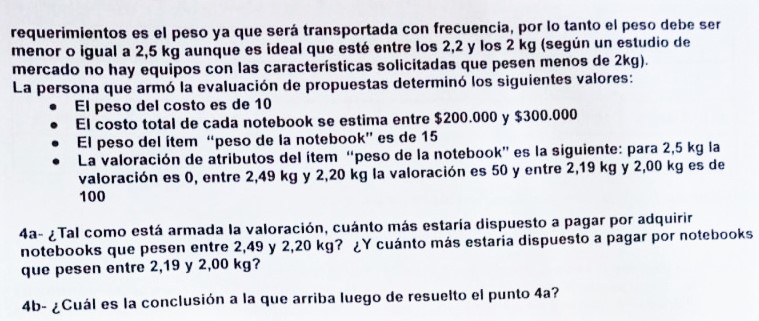 requerimientos es el peso ya que será transportada con frecuencia, por lo tanto el peso debe ser
menor o igual a 2,5 kg aunque es ideal que esté entre los 2,2 y los 2 kg (según un estudio de
mercado no hay equipos con las características solicitadas que pesen menos de 2kg).
La persona que armó la evaluación de propuestas determinó los siguientes valores:
• El peso del costo es de 10
• El costo total de cada notebook se estima entre $200.000 y $300.000
• El peso del item “peso de la notebook” es de 15
• La valoración de atributos del item “peso de la notebook” es la siguiente: para 2,5 kg la
valoración es 0, entre 2,49 kg y 2,20 kg la valoración es 50 y entre 2,19 kg y 2,00 kg es de
100
4a- ¿Tal como está armada la valoración, cuánto más estaría dispuesto a pagar por adquirir
notebooks que pesen entre 2,49 y 2,20 kg? ¿Y cuánto más estaría dispuesto a pagar por notebooks
que pesen entre 2,19 y 2,00 kg?
4b- ¿Cuál es la conclusión a la que arriba luego de resuelto el punto 4a?